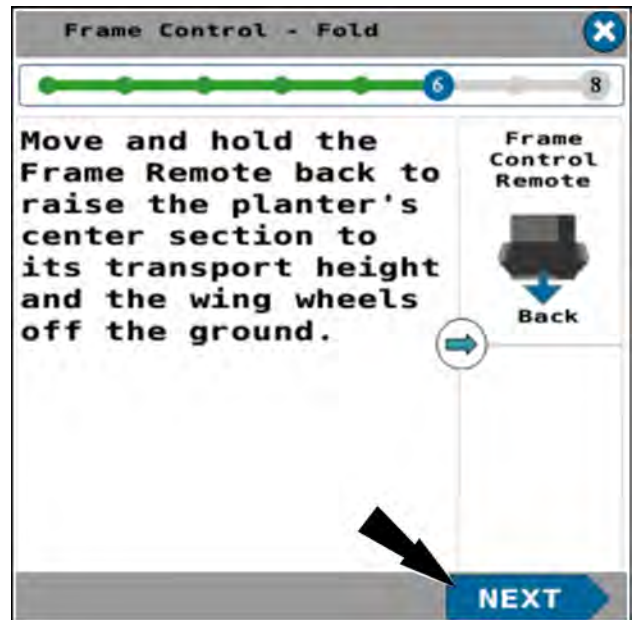 Frame Control - Fold
6
8
Move and hold the
Frame Remote back to
raise the planter's
center section to
its transport height
and the wing wheels
off the ground.
Frame
Control
Remote
Back
NEXT